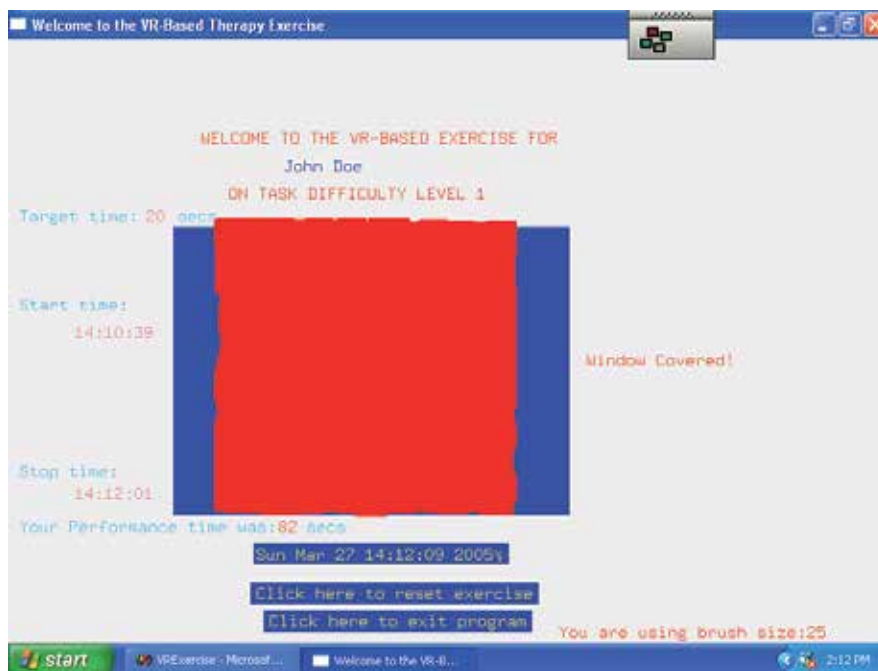 Welcome to the VR-Based Therapy Exercise
WELCOME TO THE VR-BASED EXERCISE FOR
John Doe
ON TASK DIFFICULTY LEVEL 1
Target time: 20 secs
Start time:
14:10:39
Window Covered!
Stop time:
14:12:01
Your Performance time was:82 secs
Sun Mar 27 14:12:09 2005
Click here to reset exercise
Click here to exit program
You are using brush size:25
start
VRExercise - Microsof...
Welcome to the VR-B...
2:12 PM